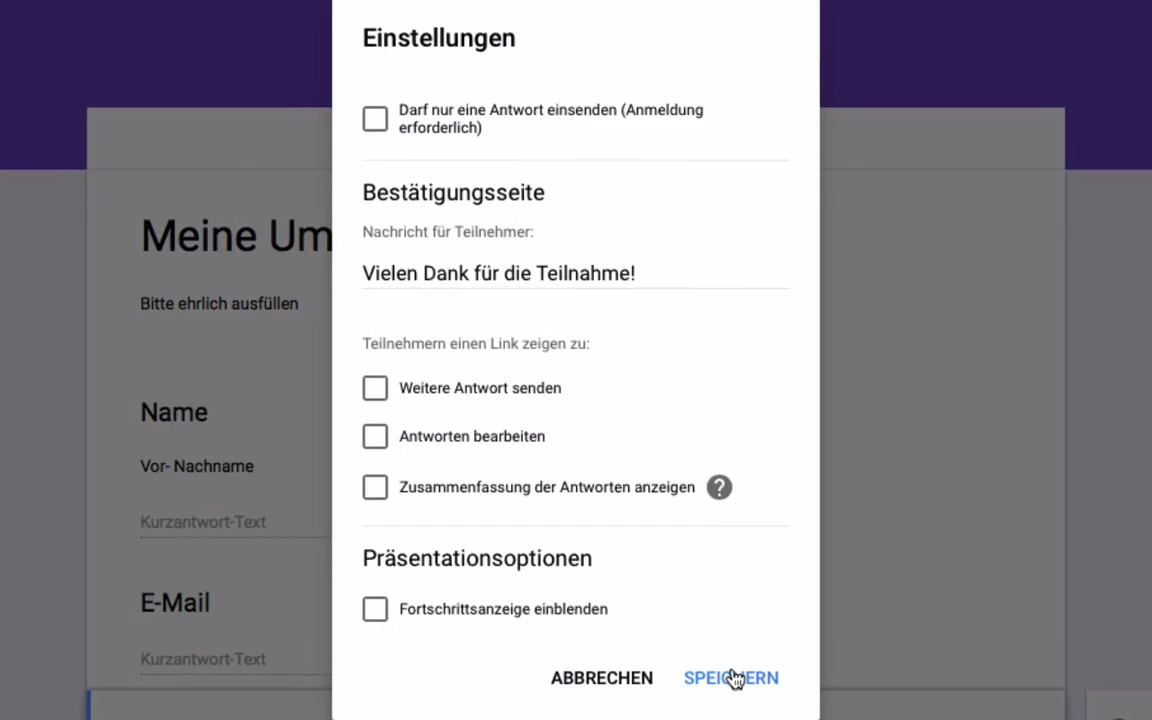 Einstellungen
Darf nur eine Antwort einsenden (Anmeldung
erforderlich)
Bestätigungsseite
Nachricht für Teilnehmer:
Vielen Dank für die Teilnahme!
Teilnehmern einen Link zeigen zu:
Weitere Antwort senden
Antworten bearbeiten
Zusammenfassung der Antworten anzeigen ?
Präsentationsoptionen
Fortschrittsanzeige einblenden
ABBRECHEN SPEICHERN
Meine Um
Bitte ehrlich ausfüllen
Name
Vor- Nachname
Kurzantwort-Text
E-Mail
Kurzantwort-Text